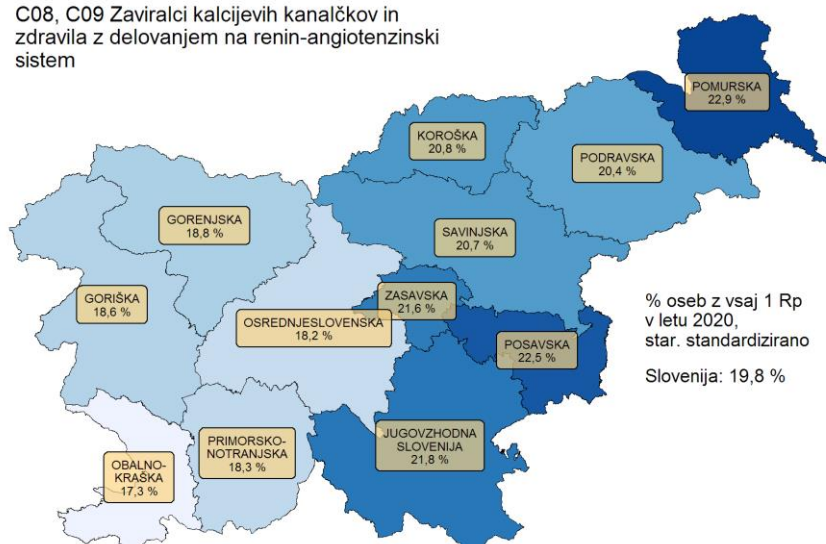 C08, C09 Zaviralci kalcijevih kanalčkov in
zdravila z delovanjem na renin-angiotenzinski
sistem
POMURSKA
22,9 %
KOROŠKA
20,8 %
PODRAVSKA
20,4 %
GORENJSKA
18,8 %
SAVINJSKA
20,7 %
GORIŠKA
18,6 %
ZASAVSKA
21,6 %
OSREDNJESLOVENSKA
18,2 %
POSAVSKA
22,5 %
% oseb z vsaj 1 Rp
v letu 2020,
star. standardizirano
Slovenija: 19,8 %
JUGOVZHODNA
SLOVENIJA
21,8 %
PRIMORSKO-
NOTRANJSKA
18,3 %
OBALNO-
KRAŠKA
17,3 %